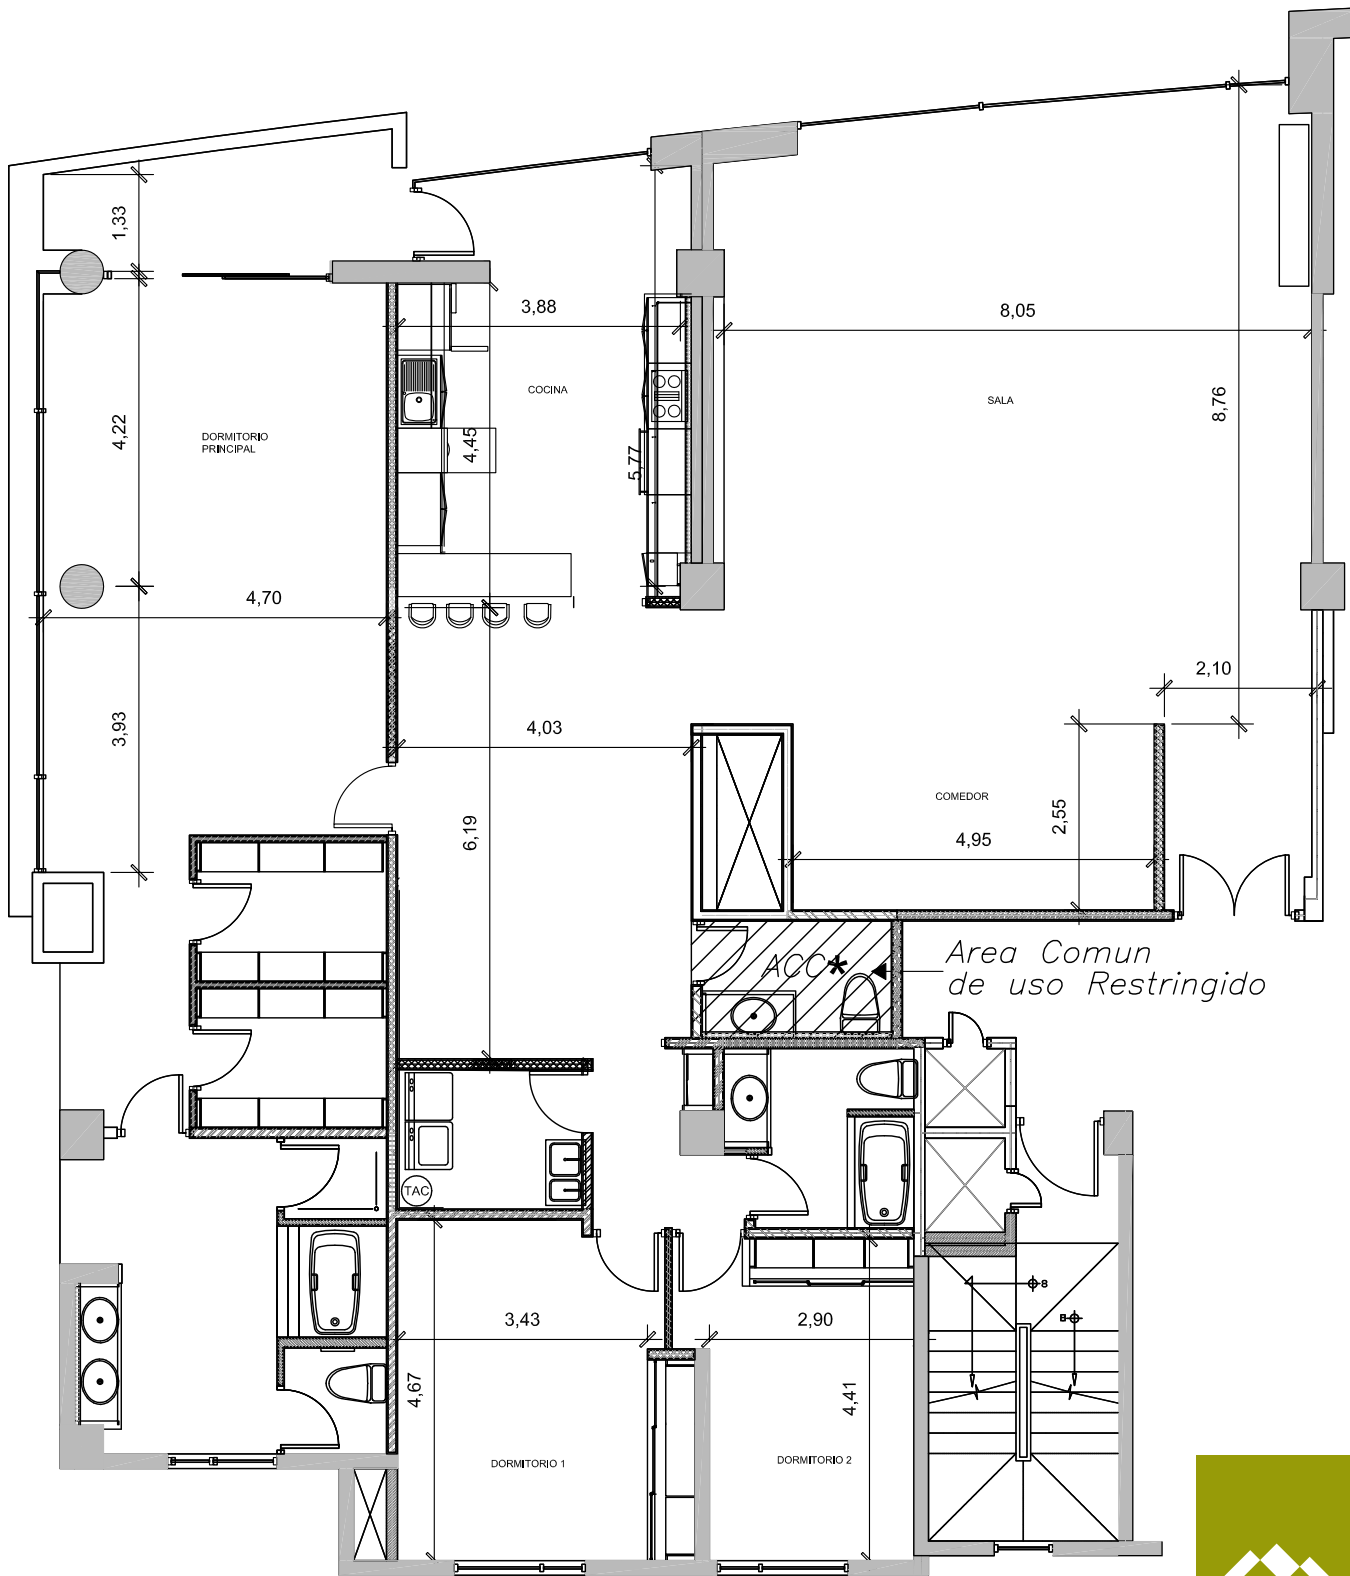 1,33
3,88
8,05
COCINA
SALA
8,76
4,22
DORMITORIO
PRINCIPAL
4,45
5,77
4,70
2,10
3,93
4,03
COMEDOR
6,19
2,55
4,95
ACC*
Area Comun
de uso Restringido
TAC
8
8
3,43
2,90
4,67
4,41
DORMITORIO 1
DORMITORIO 2